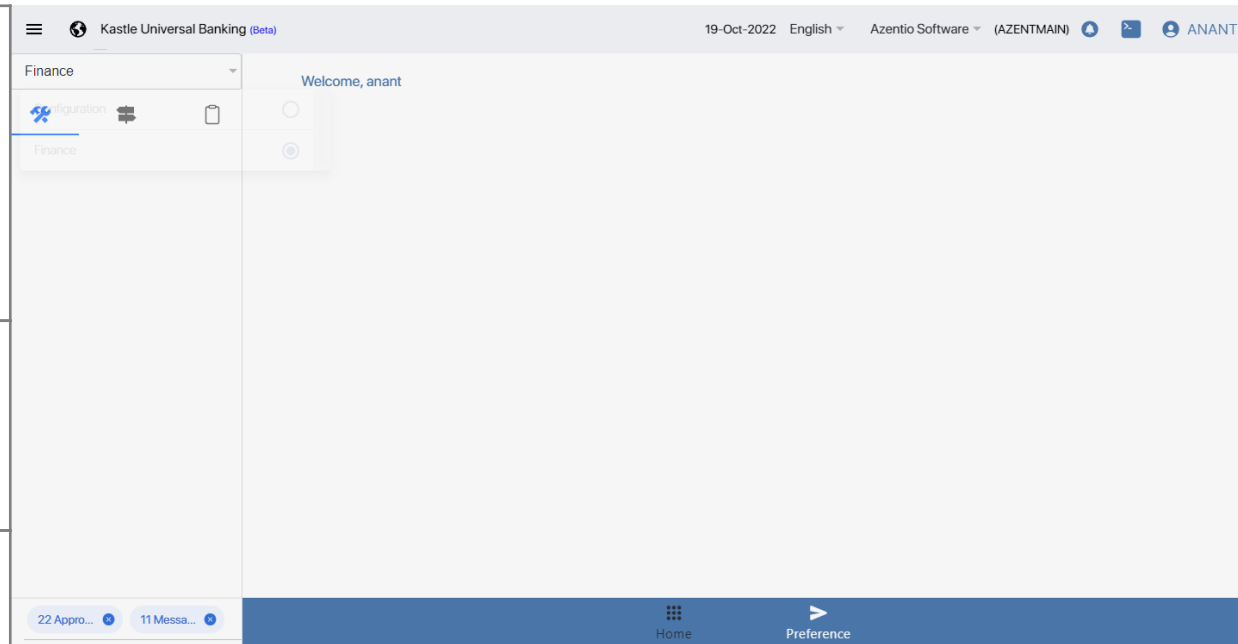 Kastle Universal Banking (Beta) 19-Oct-2022 English Azentio Software (AZENTMAIN) ANANT
Finance
Welcome, anant
Configuration
Finance
22 Appro... 11 Messa...
Home Preference